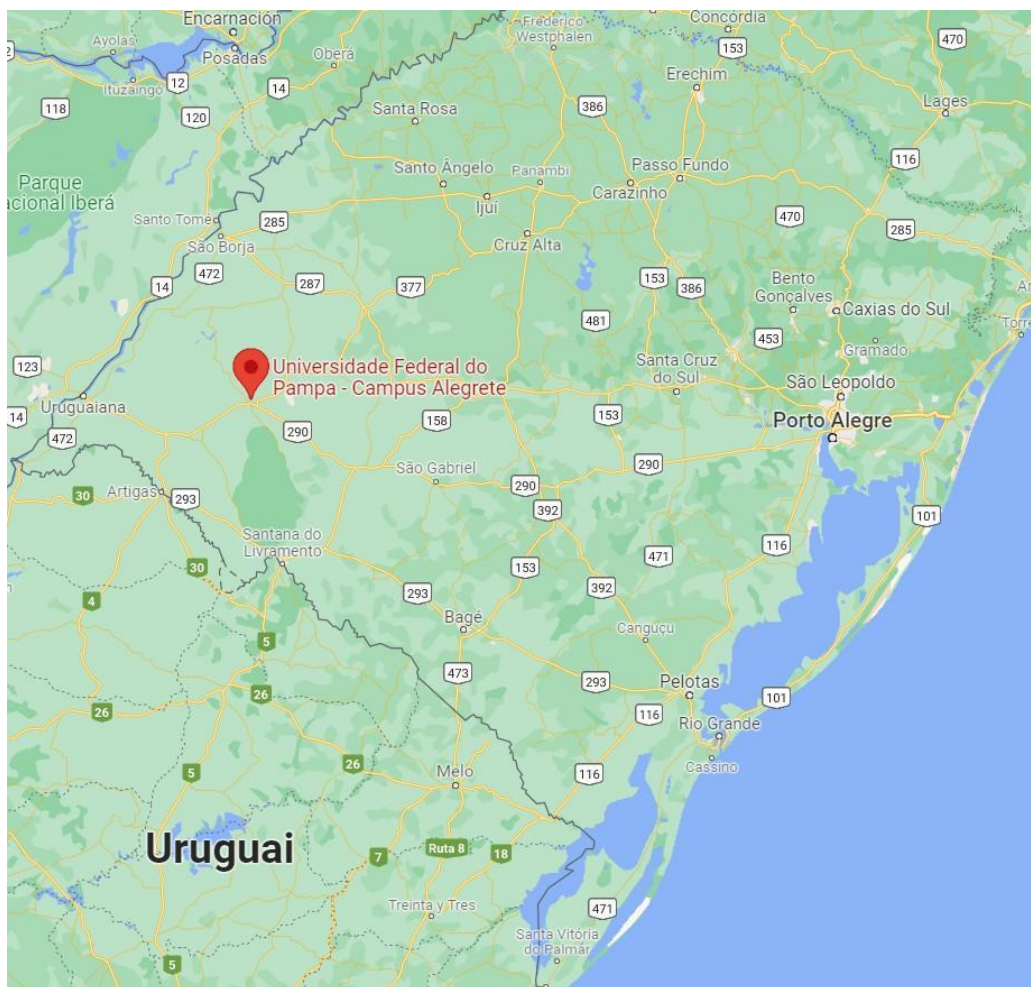 Encarnación
Concórdia
Frederico
Westphalen
153
470
Ayolas
Posadas
Oberá
Ituzaingó
12
14
Erechim
118
120
Santa Rosa
386
Lages
Santo Ângelo
Panambi
Passo Fundo
116
Carazinho
Parque
acional Iberá
Ijuí
Santo Tomé
285
470
São Borja
Cruz Alta
285
472
14
287
377
153
386
Bento
Gonçalves
Caxias do Sul
Torre
481
453
Gramado
123
Universidade Federal do
Pampa - Campus Alegrete
Santa Cruz
do Sul
São Leopoldo
Uruguaiana
14
472
158
153
Porto Alegre
290
São Gabriel
290
290
30
Artigas
293
392
101
Santana do
Livramento
116
471
30
153
4
293
392
Bagé
Canguçu
5
473
293
Pelotas
26
26
101
116
Rio Grande
26
Cassino
5
Melo
116
Uruguai
7
Ruta 8
18
Treinta y Tres
471
Santa Vitória
do Palmar
5